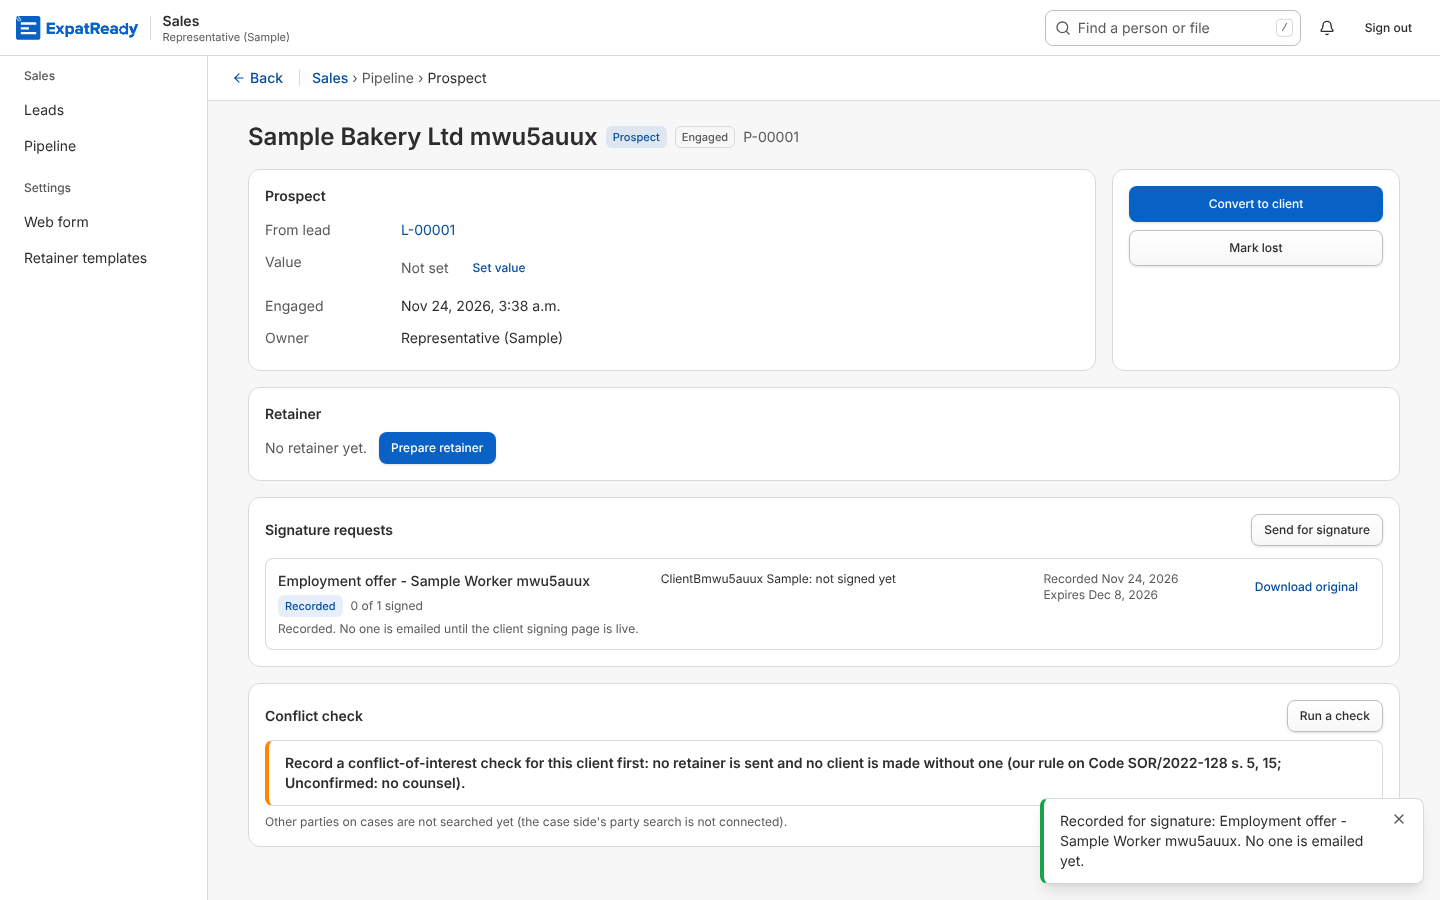 ExpatReady
Sales
Representative (Sample)
Find a person or file
/
Sign out
Sales
Leads
Pipeline
Settings
Web form
Retainer templates
← Back
Sales › Pipeline › Prospect
Sample Bakery Ltd mwu5auux
Prospect
Engaged
P-00001
Prospect
From lead
L-00001
Value
Not set
Set value
Engaged
Nov 24, 2026, 3:38 a.m.
Owner
Representative (Sample)
Convert to client
Mark lost
Retainer
No retainer yet.
Prepare retainer
Signature requests
Send for signature
Employment offer - Sample Worker mwu5auux
Recorded
0 of 1 signed
Recorded. No one is emailed until the client signing page is live.
ClientBmwu5auux Sample: not signed yet
Recorded Nov 24, 2026
Expires Dec 8, 2026
Download original
Conflict check
Run a check
Record a conflict-of-interest check for this client first: no retainer is sent and no client is made without one (our rule on Code SOR/2022-128 s. 5, 15;
Unconfirmed: no counsel).
Other parties on cases are not searched yet (the case side's party search is not connected).
Recorded for signature: Employment offer -
Sample Worker mwu5auux. No one is emailed
yet.